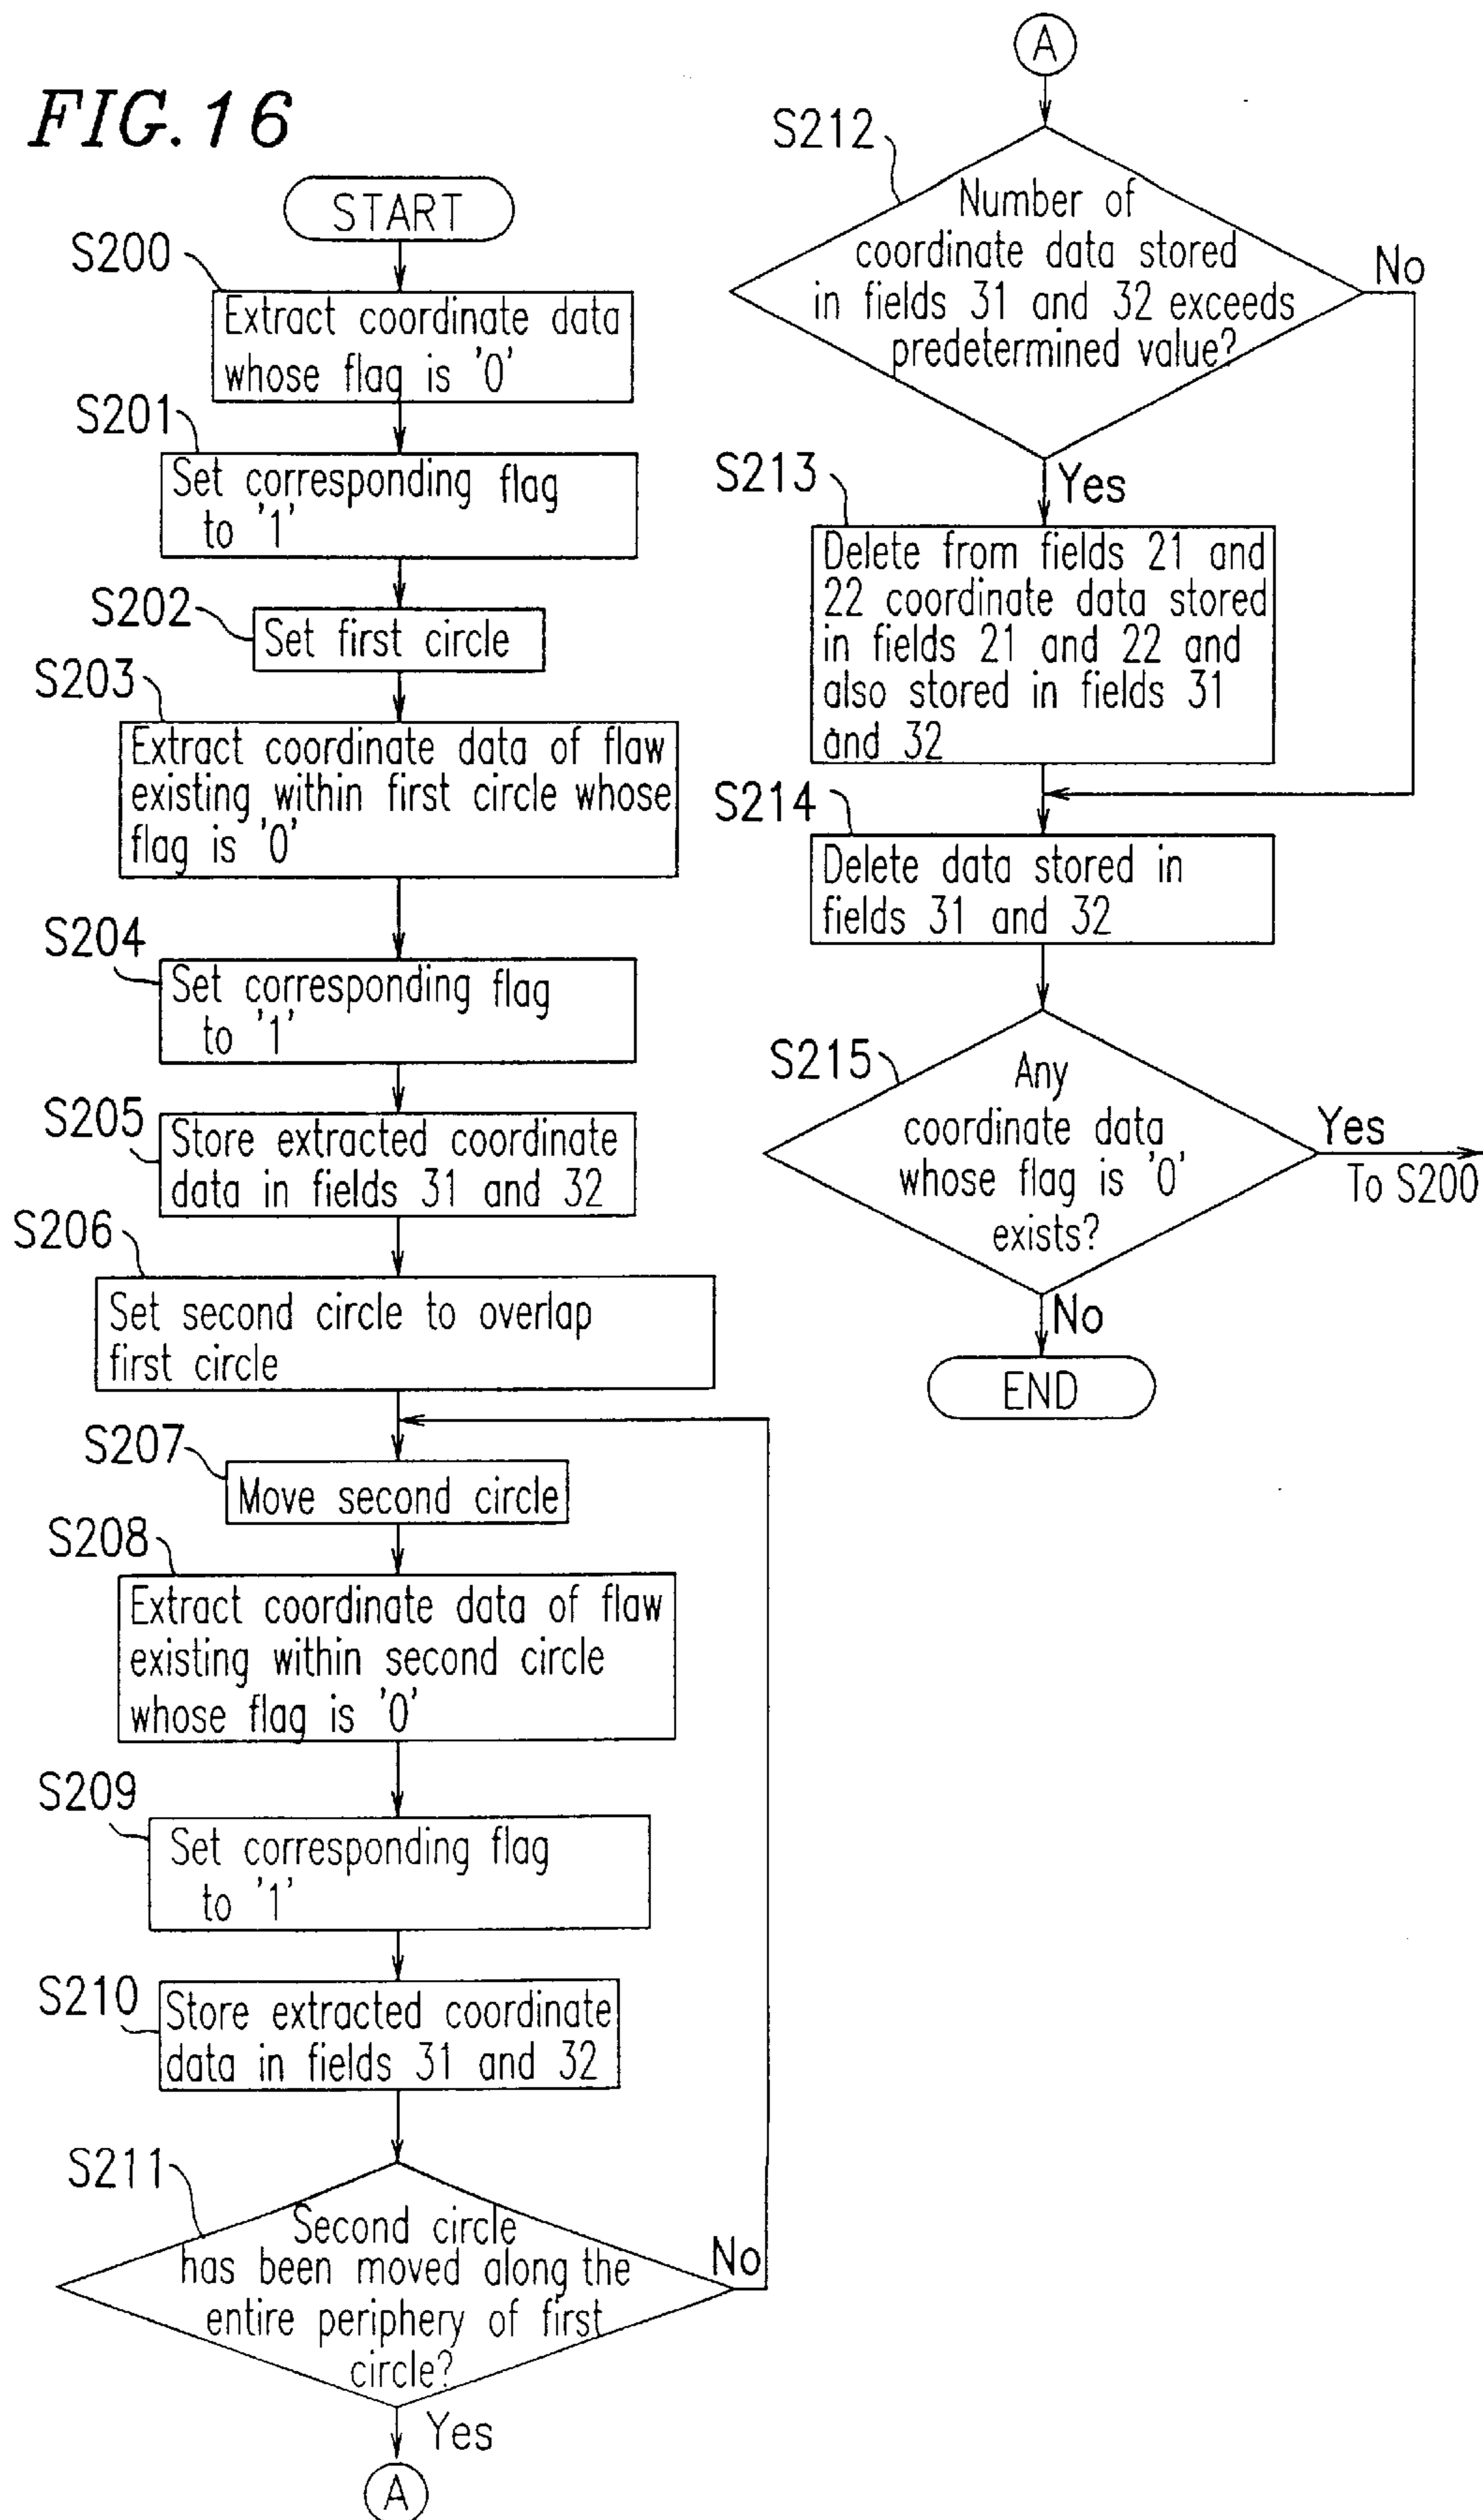 FIG.16
START
S200
Extract coordinate data
whose flag is '0'
S201
Set corresponding flag
to '1'
S202
Set first circle
S203
Extract coordinate data of flaw
existing within first circle whose
flag is '0'
S204
Set corresponding flag
to '1'
S205
Store extracted coordinate
data in fields 31 and 32
S206
Set second circle to overlap
first circle
S207
Move second circle
S208
Extract coordinate data of flaw
existing within second circle
whose flag is '0'
S209
Set corresponding flag
to '1'
S210
Store extracted coordinate
data in fields 31 and 32
S211
Second circle
has been moved along the
entire periphery of first
circle?
No
Yes
A
A
S212
Number of
coordinate data stored
in fields 31 and 32 exceeds
predetermined value?
No
Yes
S213
Delete from fields 21 and
22 coordinate data stored
in fields 21 and 22 and
also stored in fields 31
and 32
S214
Delete data stored in
fields 31 and 32
S215
Any
coordinate data
whose flag is '0'
exists?
Yes
To S200
No
END